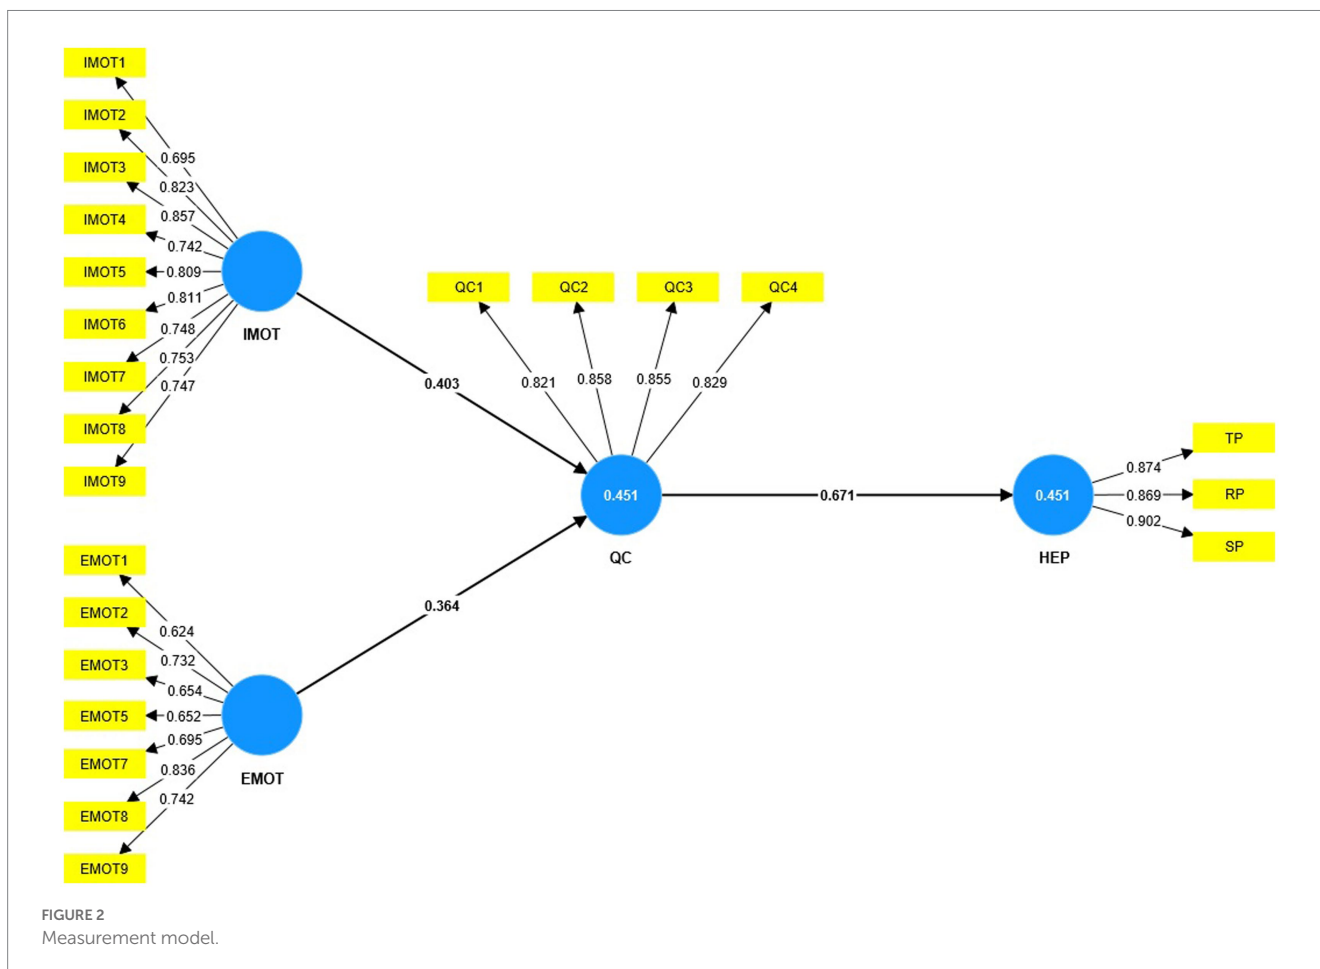 IMOT1
IMOT2
IMOT3
IMOT4
IMOT5
IMOT6
IMOT7
IMOT8
IMOT9
0.695
0.823
0.857
0.742
0.809
0.811
0.748
0.753
0.747
IMOT
0.403
QC1 QC2 QC3 QC4
0.821 0.858 0.855 0.829
0.451
QC
0.671
0.451
HEP
0.874
0.869
0.902
TP
RP
SP
EMOT1
EMOT2
EMOT3
EMOT5
EMOT7
EMOT8
EMOT9
0.624
0.732
0.654
0.652
0.695
0.836
0.742
EMOT
0.364
FIGURE 2
Measurement model.